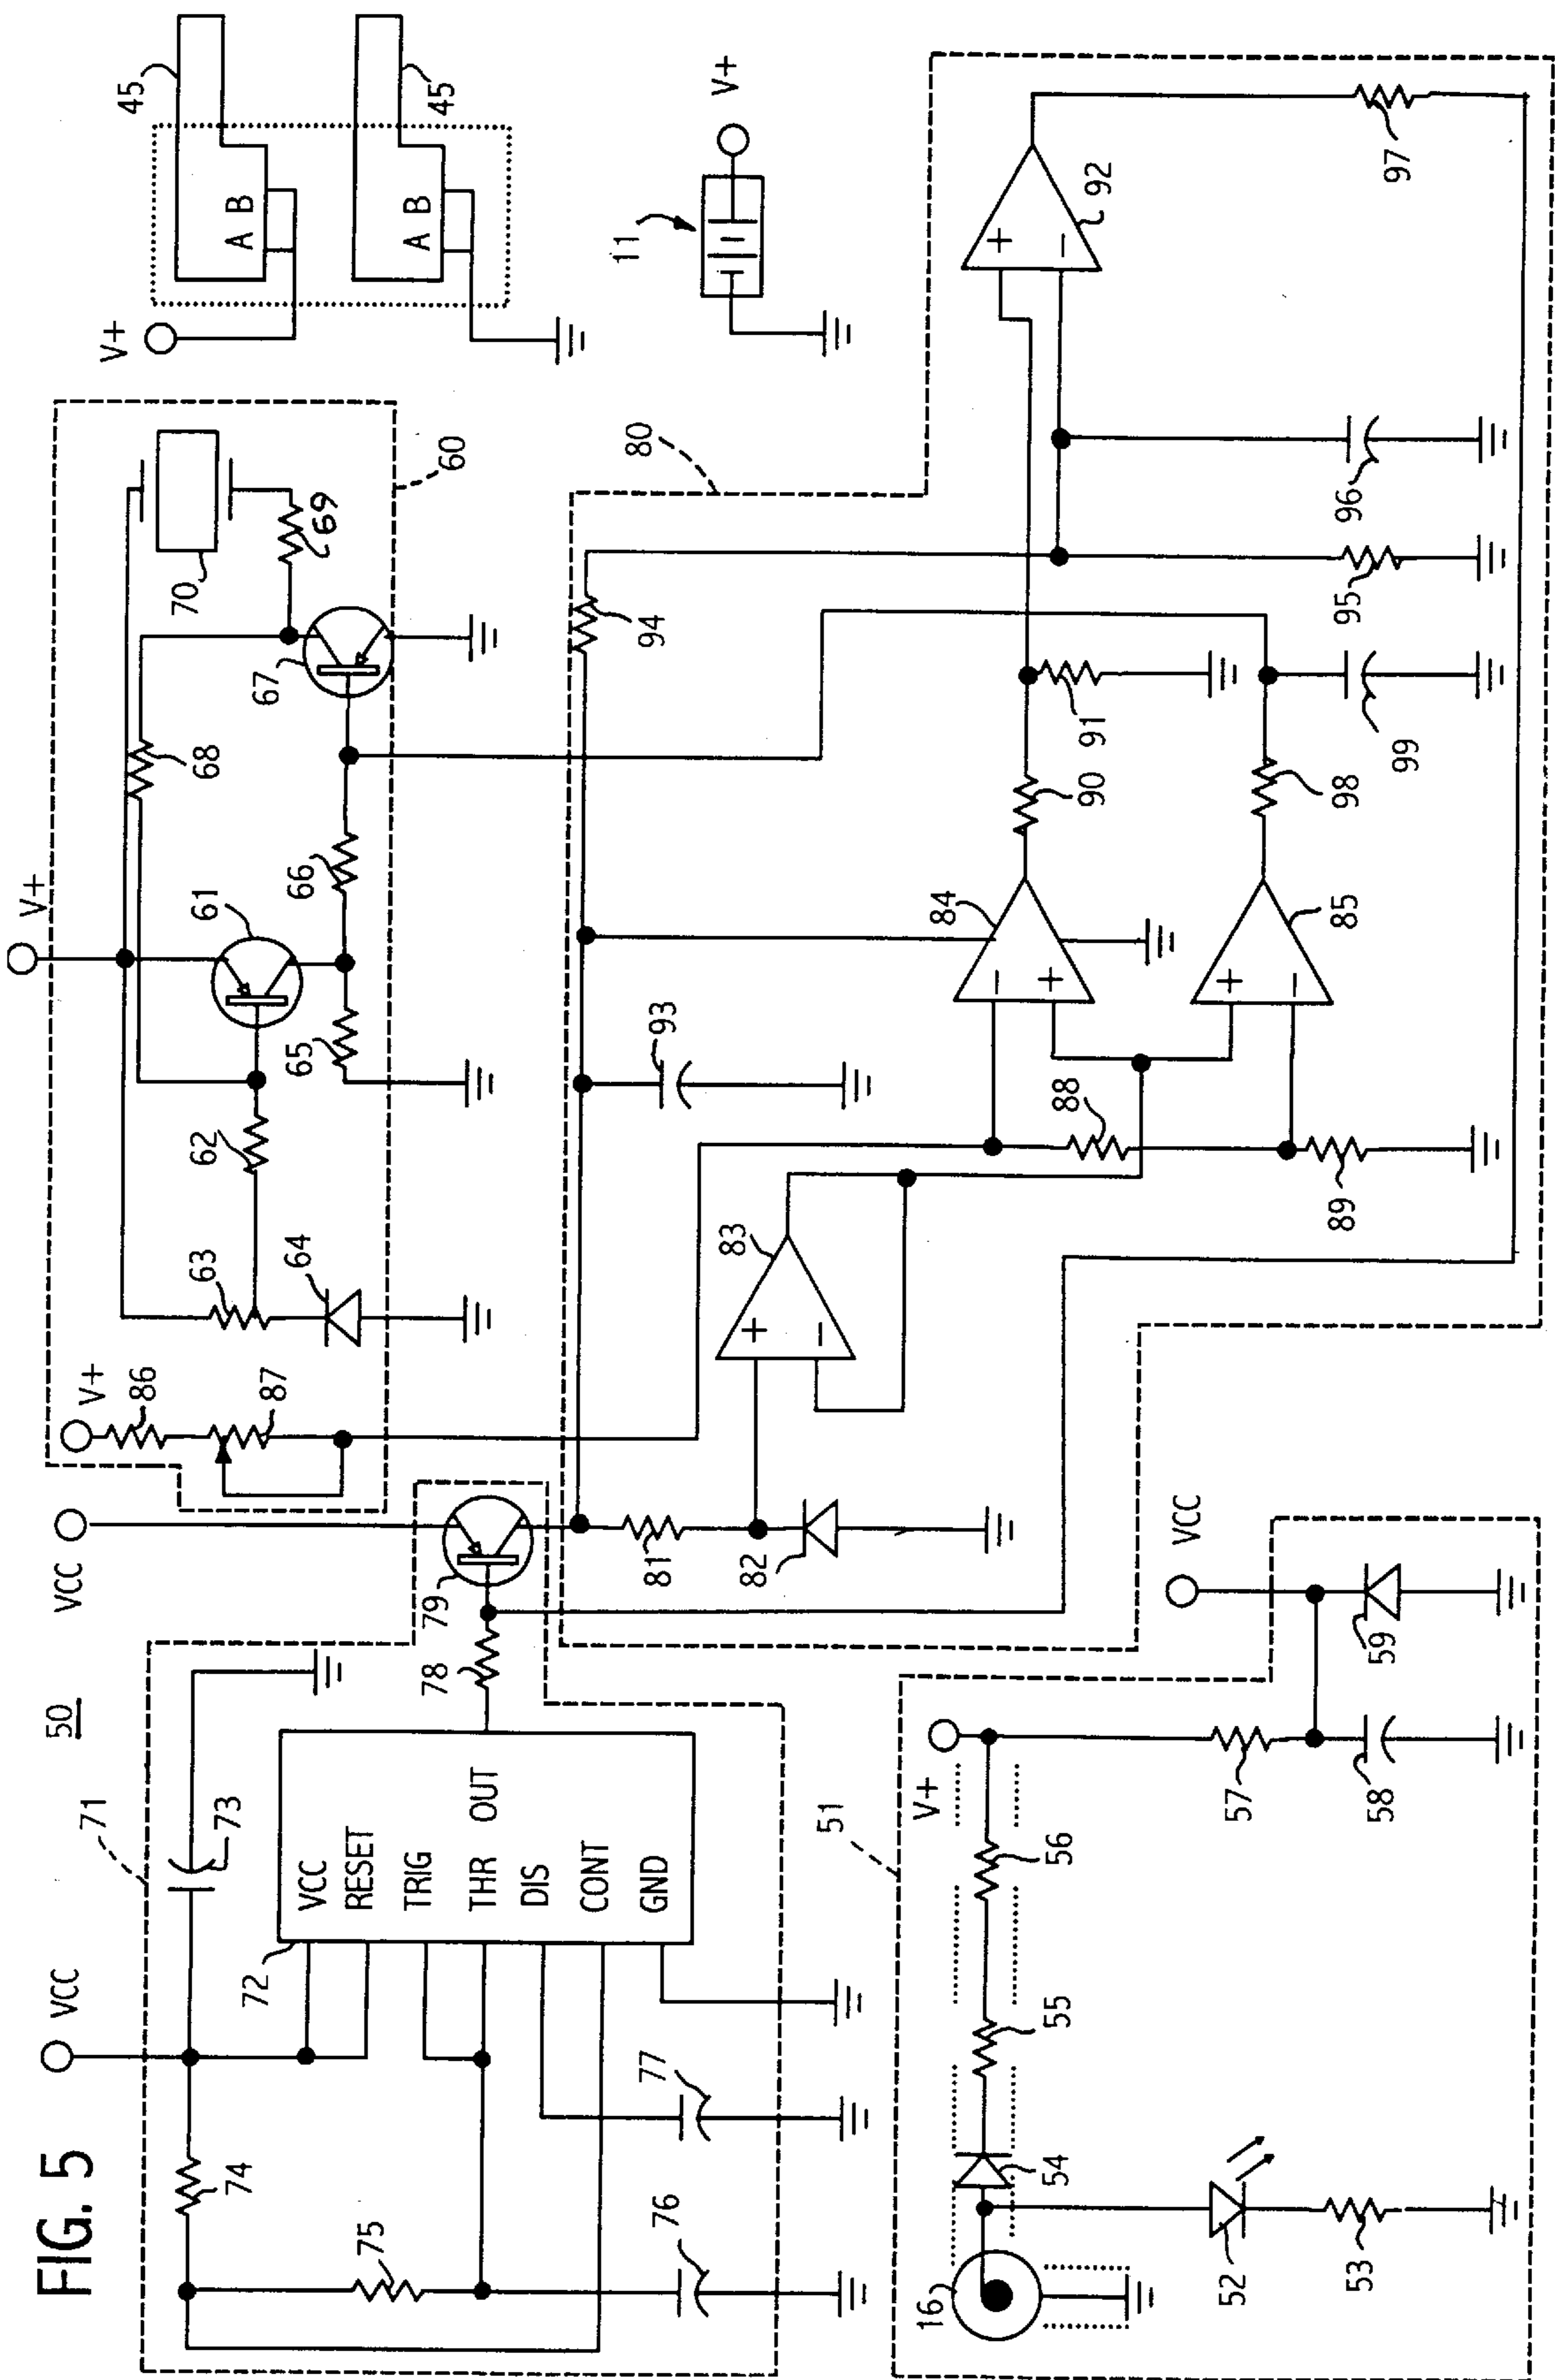 FIG. 5
50
VCC
71
73
74
72
VCC
RESET
TRIG
THR
DIS
CONT
GND
OUT
75
76
77
78
79
VCC
V+
86
87
63
64
62
65
61
66
68
67
69
70
60
V+
V+
45
A B
45
A B
11
V+
80
81
82
83
93
94
84
85
88
89
90
91
98
99
95
96
92
97
51
16
52
53
54
55
56
V+
57
58
59
VCC